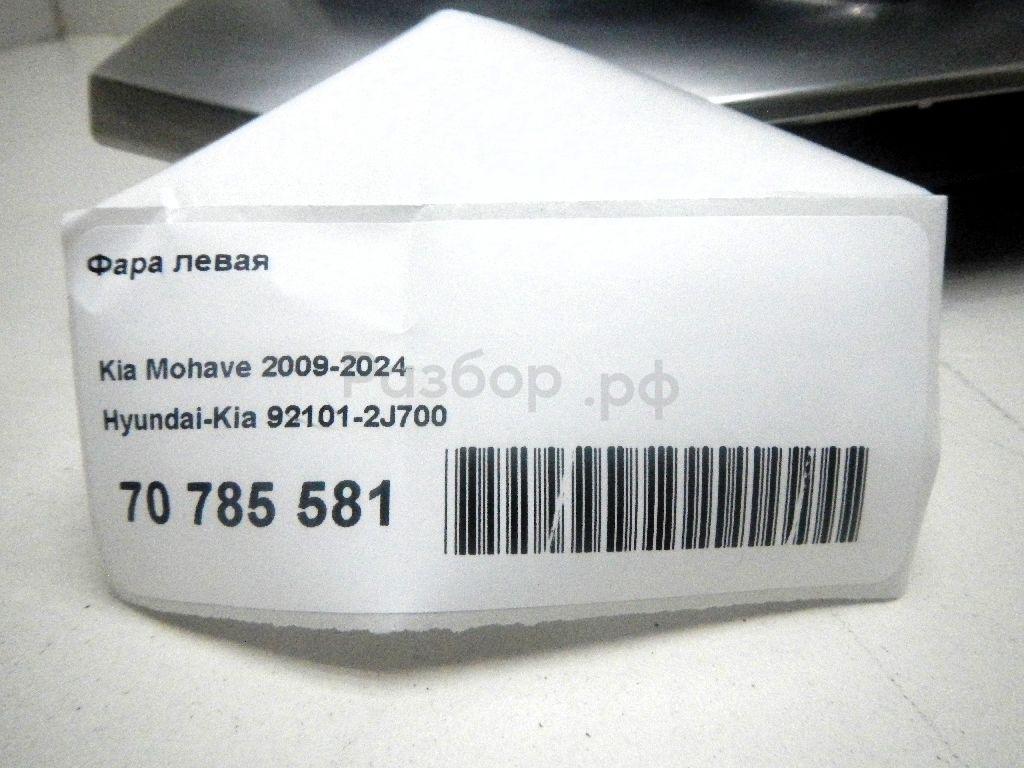 Фара левая
Kia Mohave 2009-2024
Разбор.рф
Hyundai-Kia 92101-2J700
70 785 581